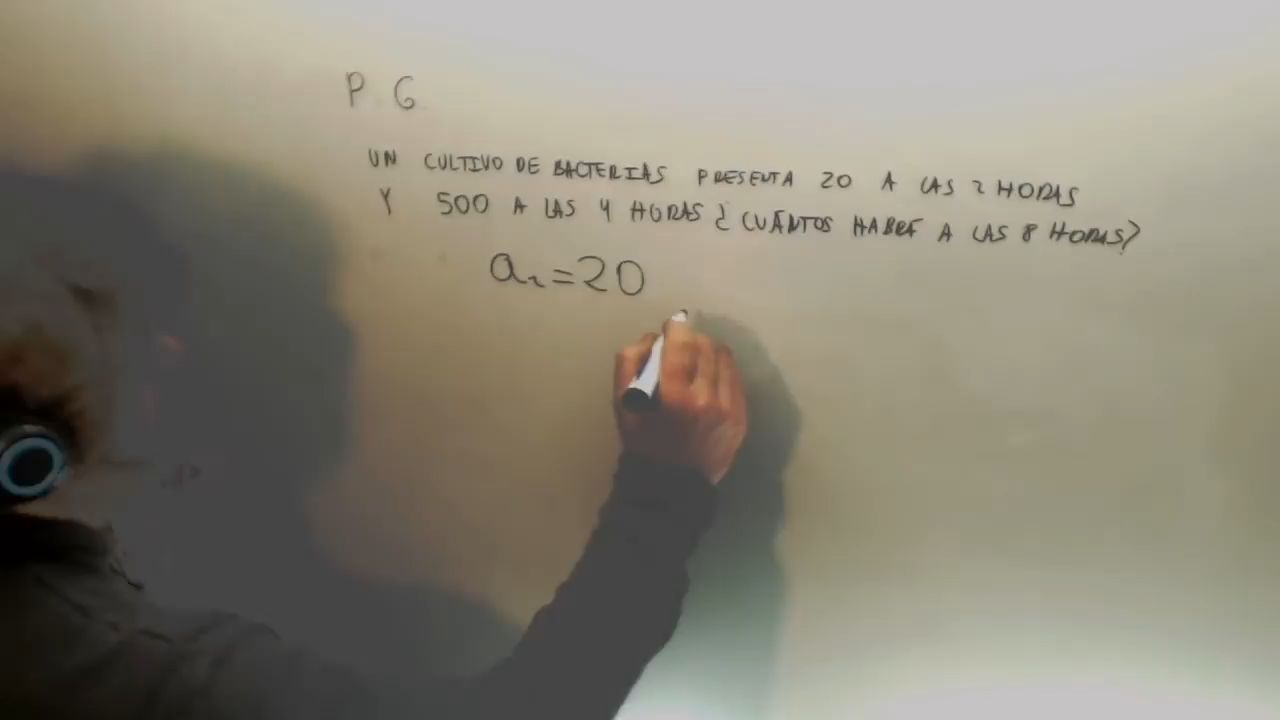 P. G
UN CULTIVO DE BACTERIAS PRESENTA 20 A LAS 2 HORAS
Y 500 A LAS 4 HORAS ¿ CUÁNTOS HABRÁ A LAS 8 HORAS?
a₂=20